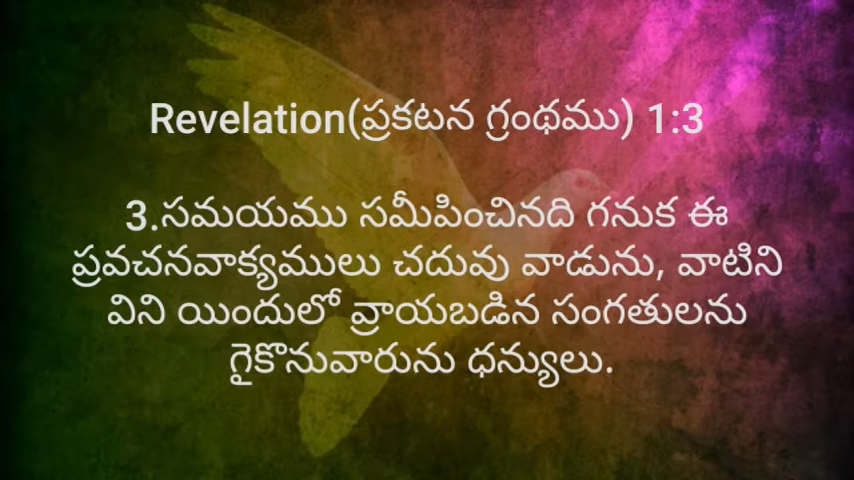 Revelation(ప్రకటన గ్రంథము) 1:3
3.సమయము సమీపించినది గనుక ఈ
ప్రవచనవాక్యములు చదువు వాడును, వాటిని
విని యిందులో వ్రాయబడిన సంగతులను
గైకొనువారును ధన్యులు.